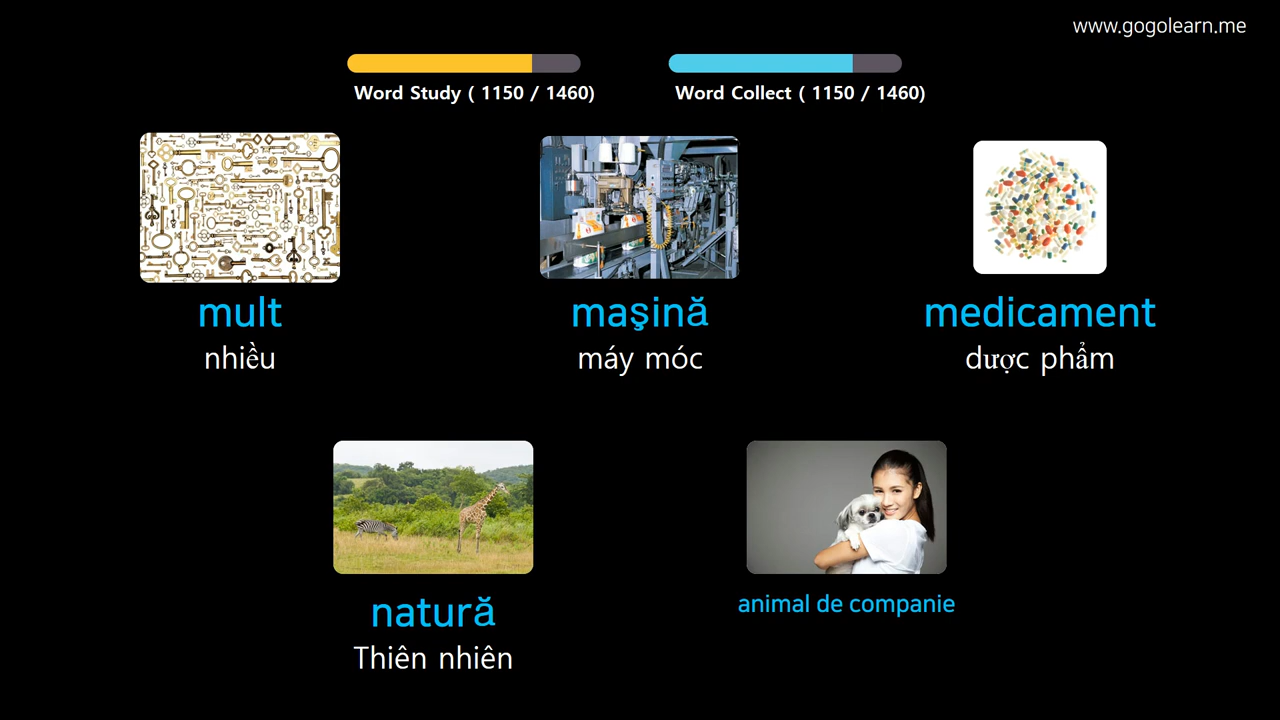 www.gogolearn.me
Word Study ( 1150 / 1460)
Word Collect ( 1150 / 1460)
mult
nhiều
maşină
máy móc
medicament
dược phẩm
natură
Thiên nhiên
animal de companie